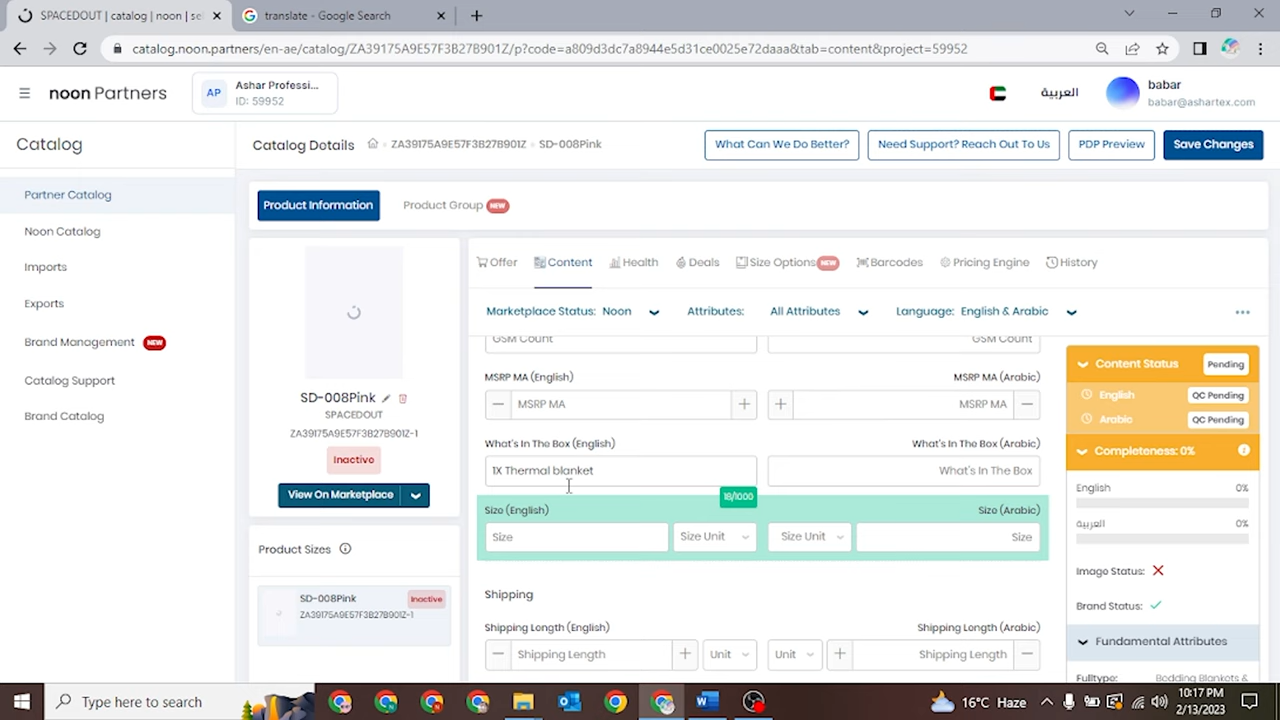 SPACEDOUT | catalog | noon | sel
translate - Google Search
catalog.noon.partners/en-ae/catalog/ZA39175A9E57F3B27B901Z/p?code=a809d3dc7a8944e5d31ce0025e72daaa&tab=content&project=59952
noon Partners
AP
Ashar Professi...
ID: 59952
العربية
babar
babar@ashartex.com
Catalog
Catalog Details
ZA39175A9E57F3B27B901Z
SD-008Pink
What Can We Do Better?
Need Support? Reach Out To Us
PDP Preview
Save Changes
Partner Catalog
Noon Catalog
Imports
Exports
Brand Management NEW
Catalog Support
Brand Catalog
Product Information
Product Group NEW
SD-008Pink
SPACEDOUT
ZA39175A9E57F3B27B901Z-1
Inactive
View On Marketplace
Product Sizes
SD-008Pink
Inactive
ZA39175A9E57F3B27B901Z-1
Offer
Content
Health
Deals
Size Options NEW
Barcodes
Pricing Engine
History
Marketplace Status: Noon
Attributes: All Attributes
Language: English & Arabic
GSM Count
GSM Count
MSRP MA (English)
MSRP MA (Arabic)
MSRP MA
MSRP MA
What's In The Box (English)
What's In The Box (Arabic)
1X Thermal blanket
What's In The Box
18/1000
Size (English)
Size (Arabic)
Size
Size Unit
Size Unit
Size
Shipping
Shipping Length (English)
Shipping Length (Arabic)
Shipping Length
Unit
Unit
Shipping Length
Content Status
Pending
English
QC Pending
Arabic
QC Pending
Completeness: 0%
English
0%
العربية
0%
Image Status:
Brand Status:
Fundamental Attributes
Fulltype:
Bedding Blankets &
Type here to search
16°C Haze
10:17 PM
2/13/2023